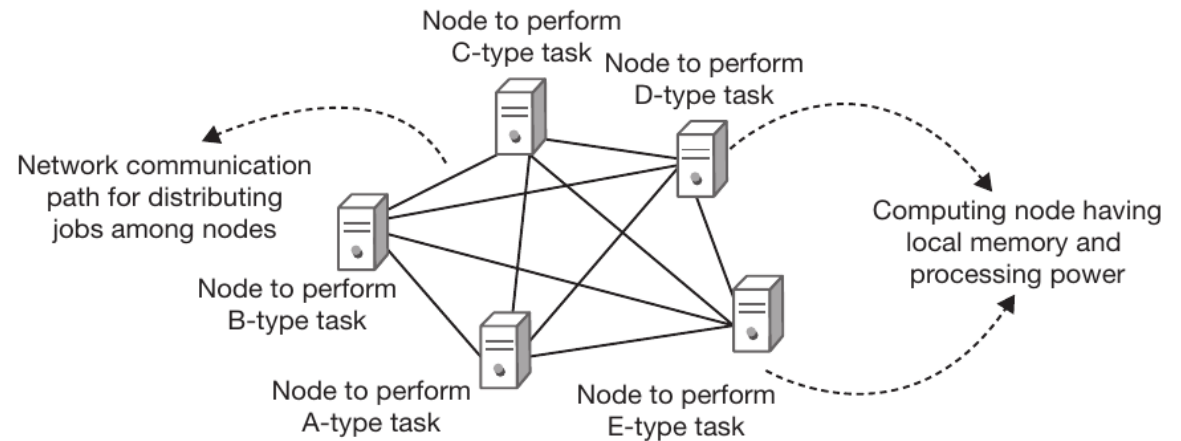 Node to perform
C-type task
Node to perform
D-type task
Network communication
path for distributing
jobs among nodes
Computing node having
local memory and
processing power
Node to perform
B-type task
Node to perform
A-type task
Node to perform
E-type task